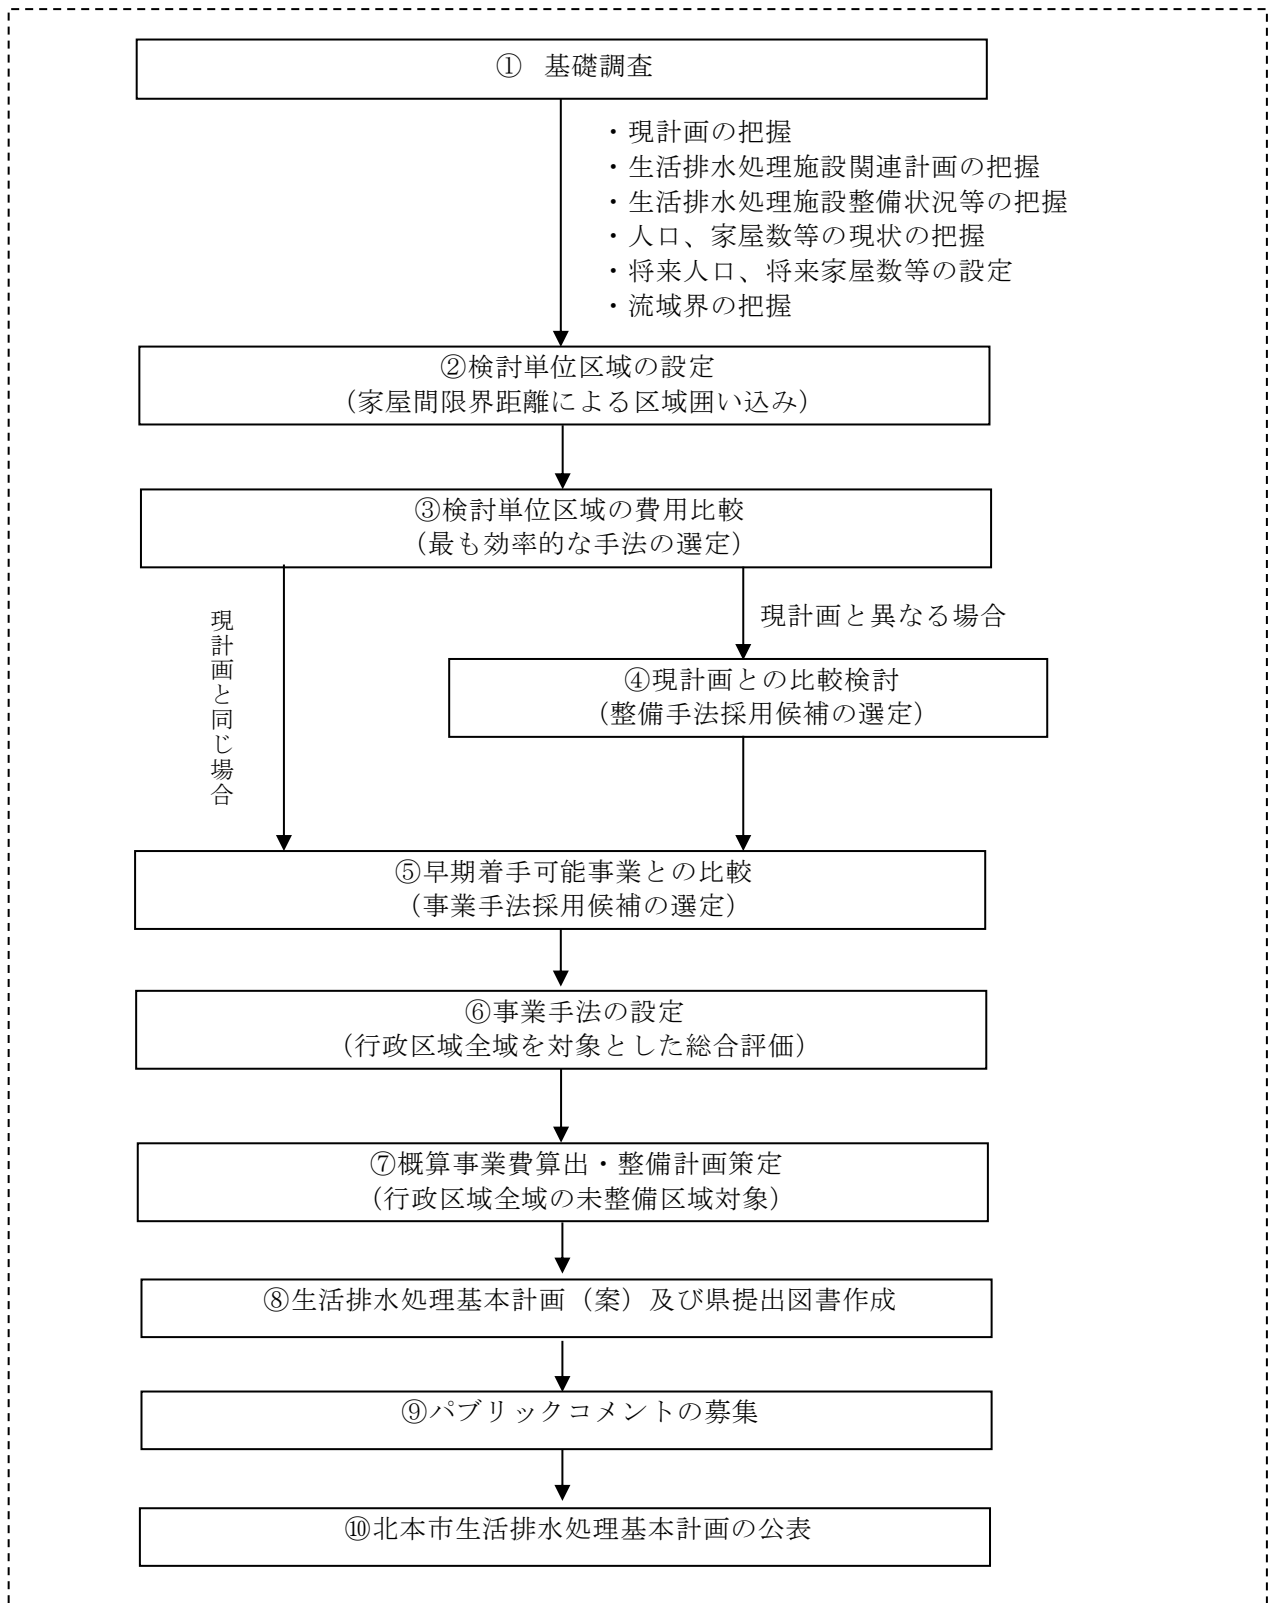 ① 基礎調査
・現計画の把握
・生活排水処理施設関連計画の把握
・生活排水処理施設整備状況等の把握
・人口、家屋数等の現状の把握
・将来人口、将来家屋数等の設定
・流域界の把握
②検討単位区域の設定
（家屋間限界距離による区域囲い込み）
③検討単位区域の費用比較
（最も効率的な手法の選定）
現計画と同じ場合
現計画と異なる場合
④現計画との比較検討
（整備手法採用候補の選定）
⑤早期着手可能事業との比較
（事業手法採用候補の選定）
⑥事業手法の設定
（行政区域全域を対象とした総合評価）
⑦概算事業費算出・整備計画策定
（行政区域全域の未整備区域対象）
⑧生活排水処理基本計画（案）及び県提出図書作成
⑨パブリックコメントの募集
⑩北本市生活排水処理基本計画の公表